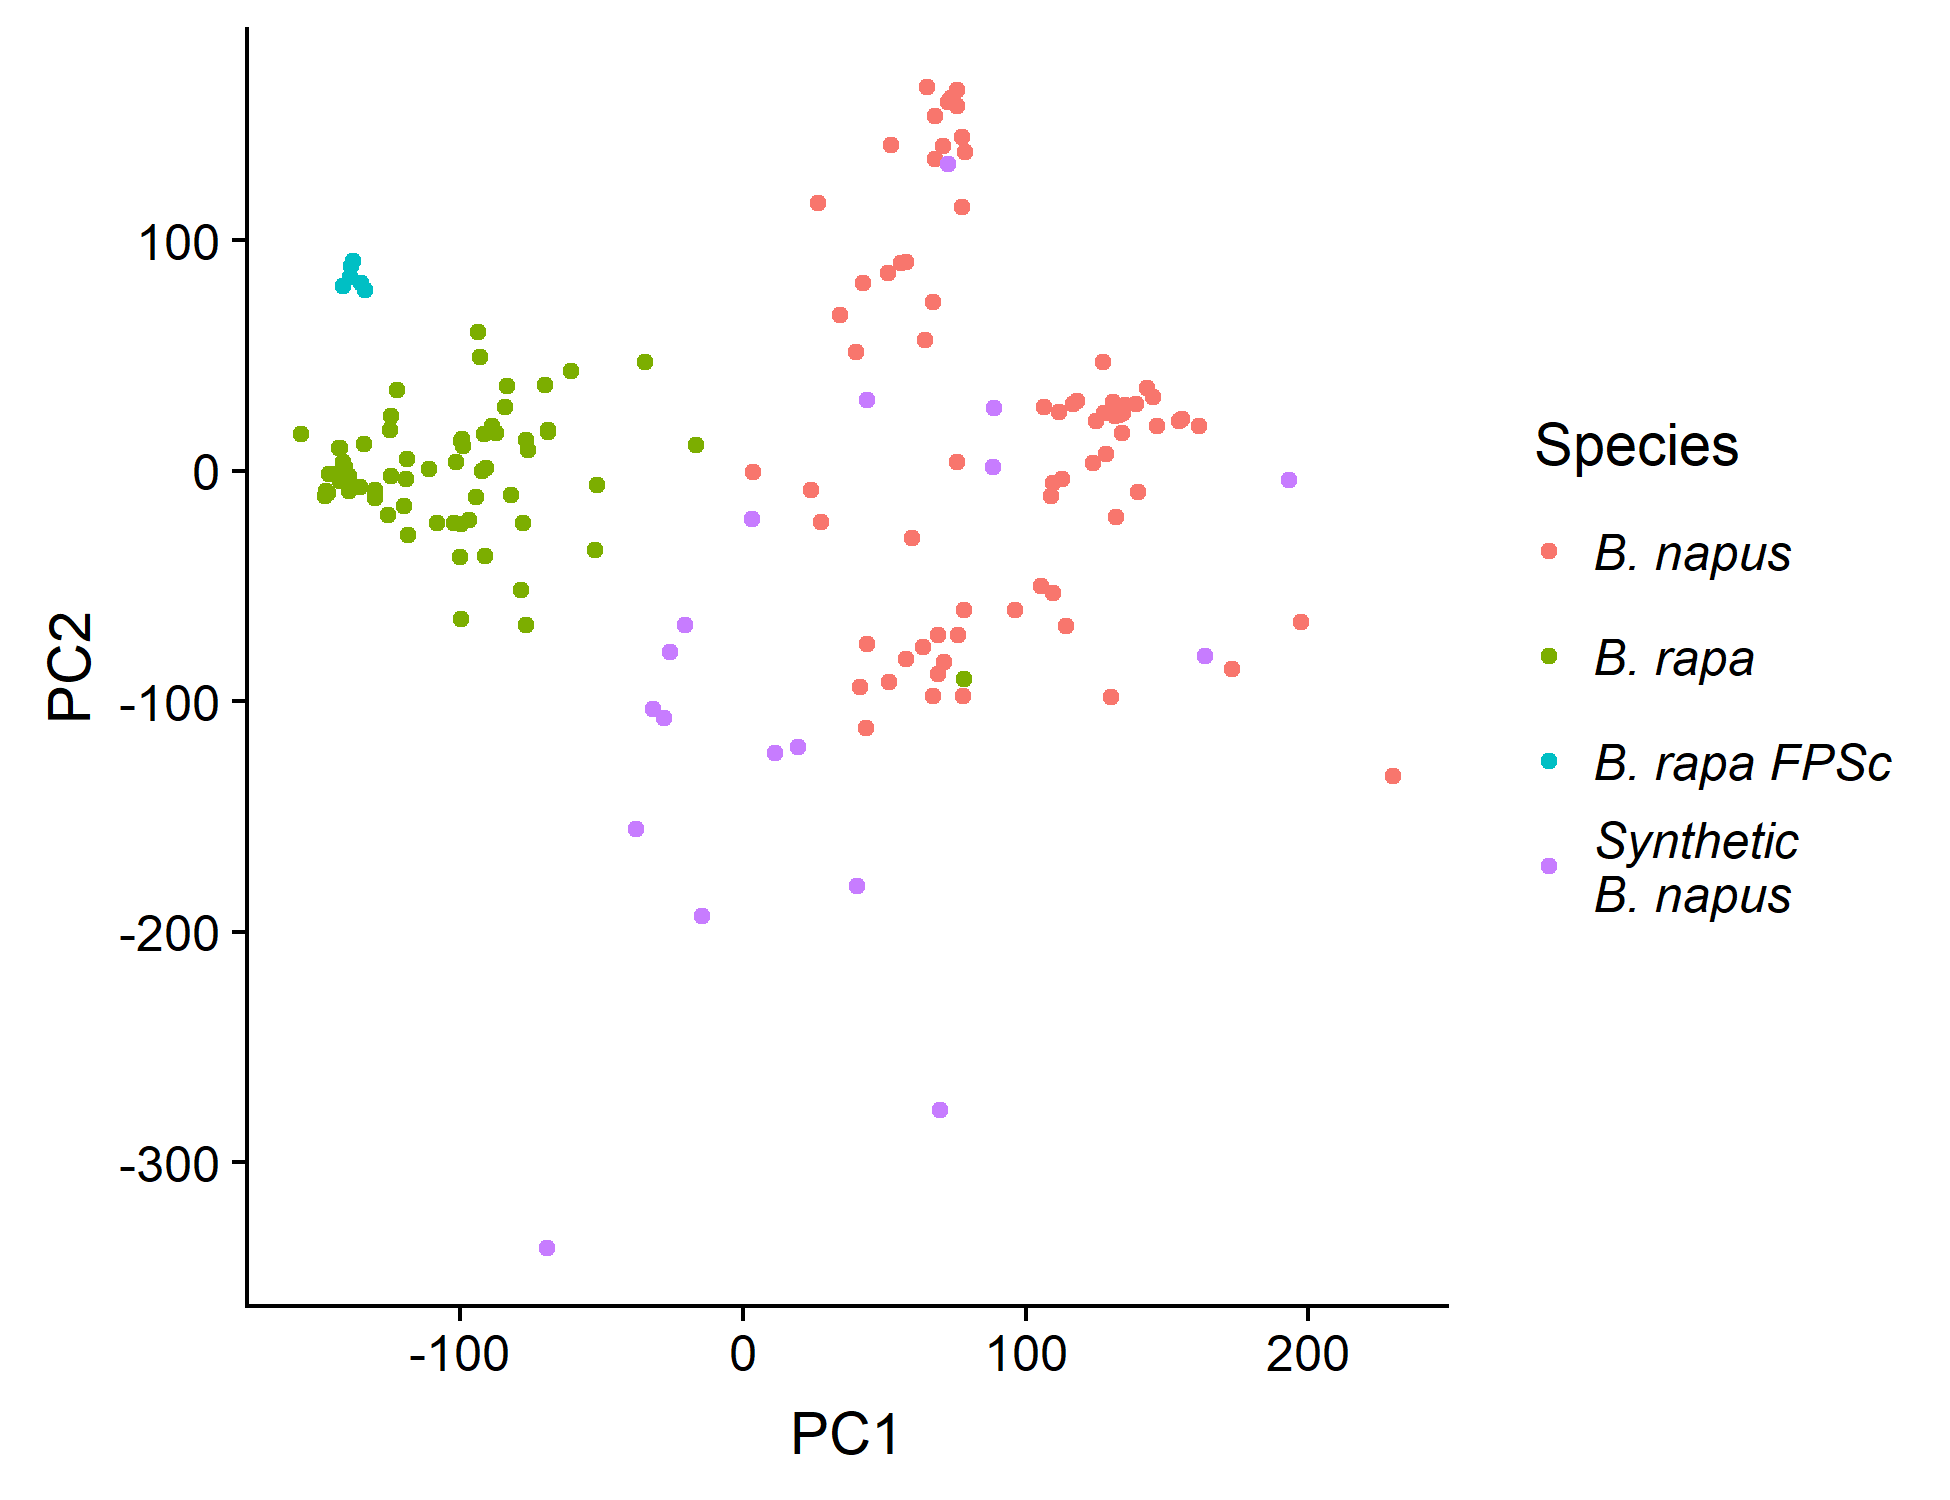 100
0
-100
-200
-300
PC2
-100
0
100
200
PC1
Species
B. napus
B. rapa
B. rapa FPSc
Synthetic
B. napus